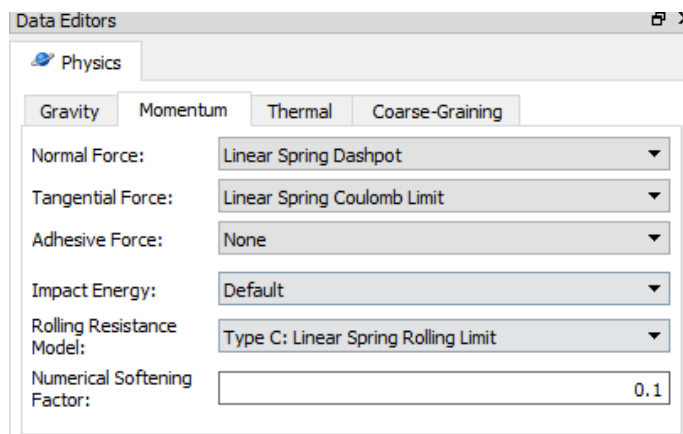 Data Editors
Physics
Gravity Momentum Thermal Coarse-Graining
Normal Force: Linear Spring Dashpot
Tangential Force: Linear Spring Coulomb Limit
Adhesive Force: None
Impact Energy: Default
Rolling Resistance
Model: Type C: Linear Spring Rolling Limit
Numerical Softening
Factor: 0.1